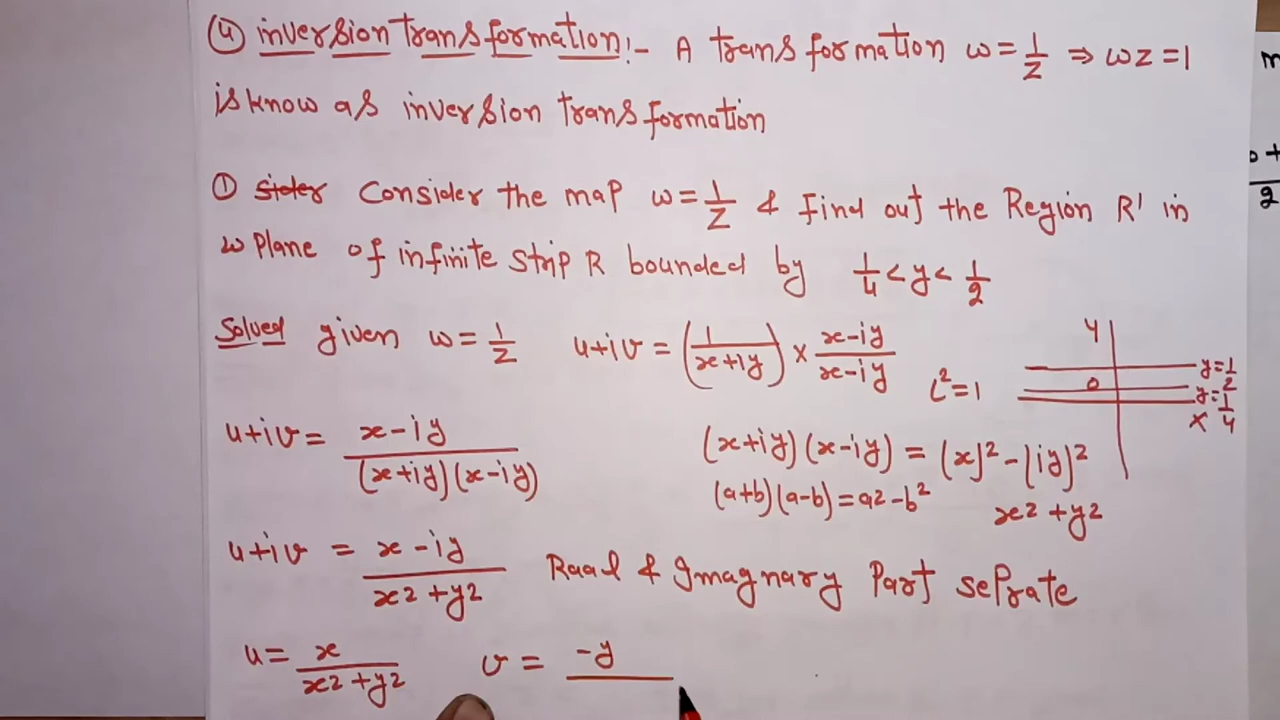 ④ inversion transformation:- A transformation w=1/z ⇒ wz=1
is know as inversion transformation
① sider Consider the map w=1/z & Find out the Region R' in
w plane of infinite strip R bounded by 1/4<y<1/2
Solved given w=1/z u+iv=(1/(x+iy))×(x-iy)/(x-iy)
i²=1
y
y=1/2
o
y=1/4
x
u+iv=(x-iy)/((x+iy)(x-iy))
(x+iy)(x-iy)=(x)²-(iy)²
(a+b)(a-b)=a2-b²
x2+y2
u+iv=(x-iy)/(x2+y2) Raal & Imagnary Part seprate
u=x/(x2+y2) v=-y